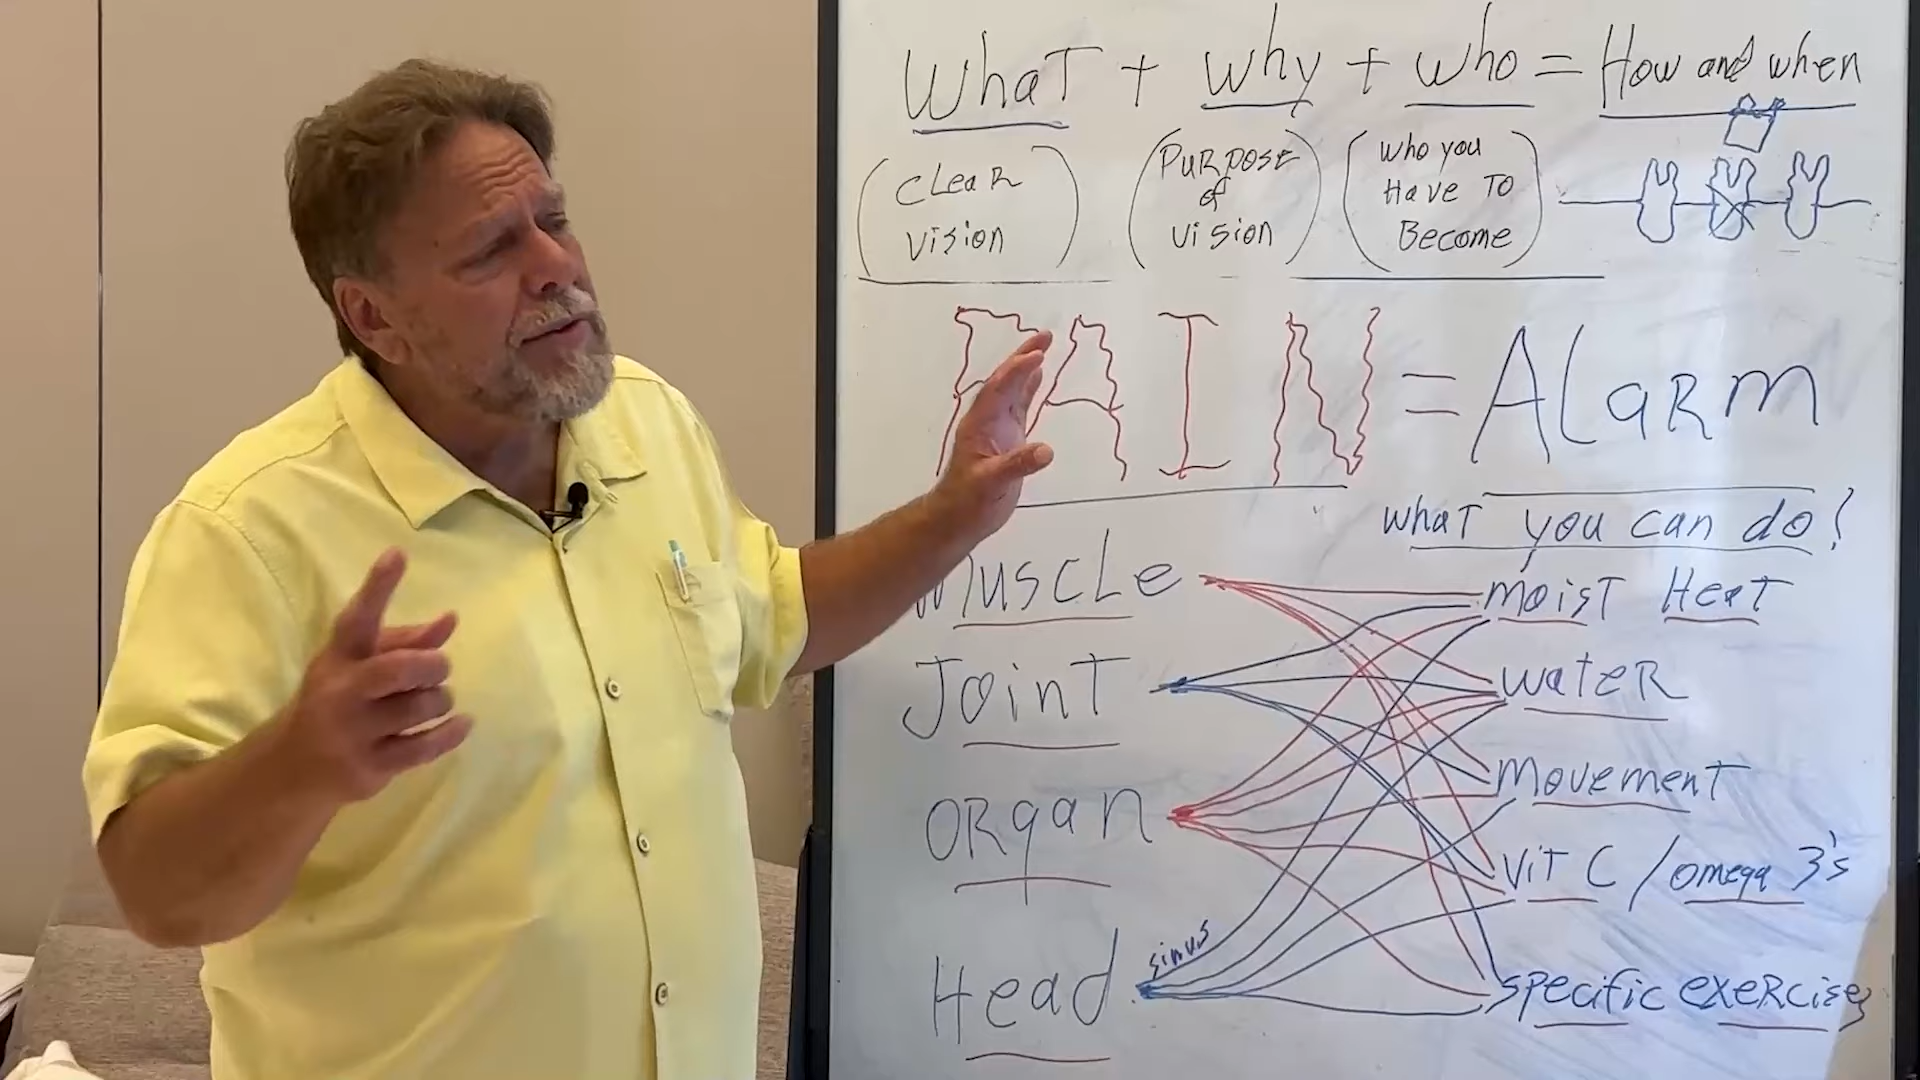 WhaT + why + who = How and when
(CLeaR
Vision)
(PURPOSE
of
Vision)
(Who you
Have To
Become)
PAIN = ALaRm
What you can do!
MuscLe
JoinT
ORgan
Head
sinus
moisT HeaT
WateR
MovemenT
ViT C / omega 3's
specific exeRcises